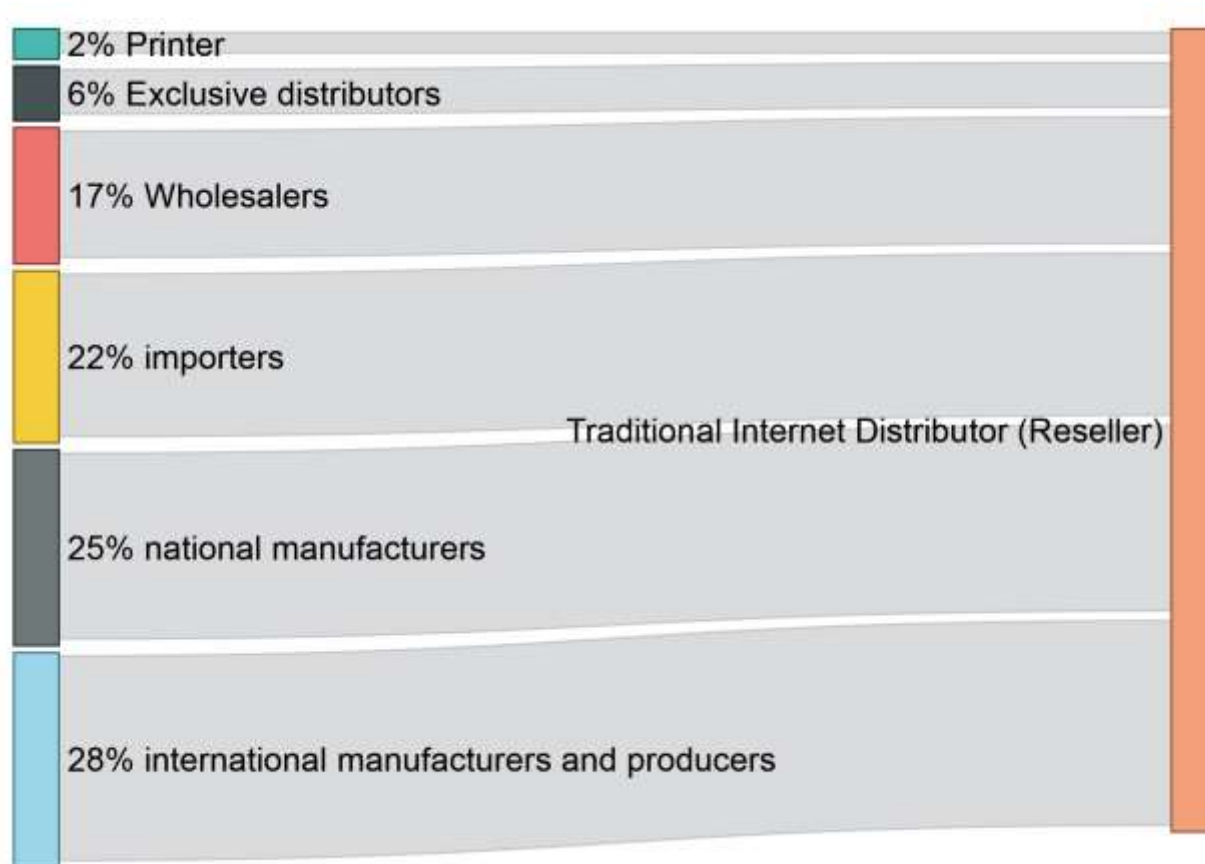 2% Printer
6% Exclusive distributors
17% Wholesalers
22% importers
Traditional Internet Distributor (Reseller)
25% national manufacturers
28% international manufacturers and producers